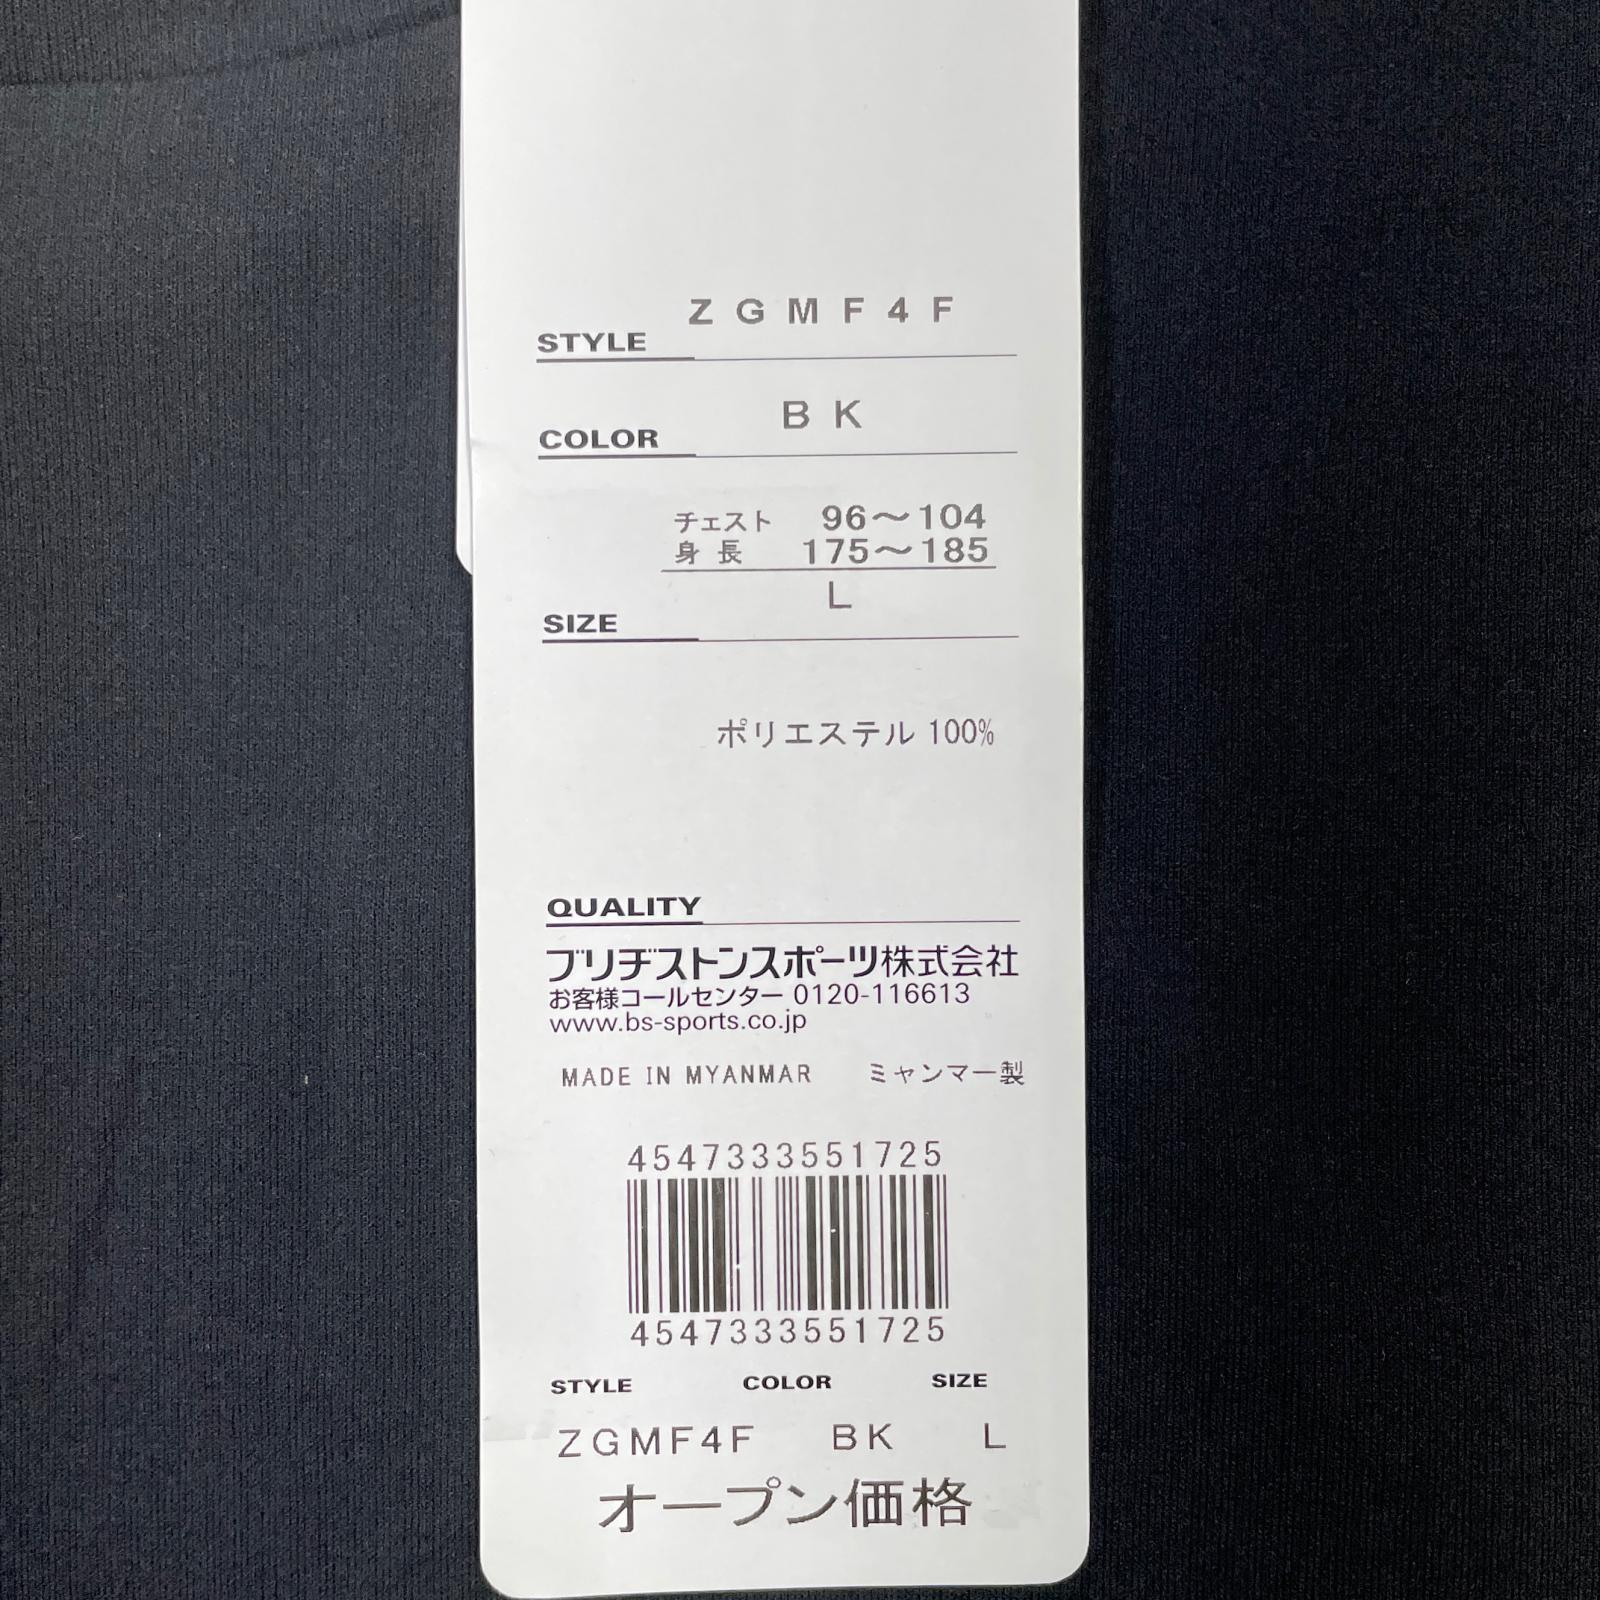 ZGMF4F
STYLE
BK
COLOR
チェスト 96～104
身長 175～185
L
SIZE
ポリエステル 100%
QUALITY
ブリヂストンスポーツ株式会社
お客様コールセンター 0120-116613
www.bs-sports.co.jp
MADE IN MYANMAR ミャンマー製
4547333551725
4547333551725
STYLE COLOR SIZE
ZGMF4F BK L
オープン価格